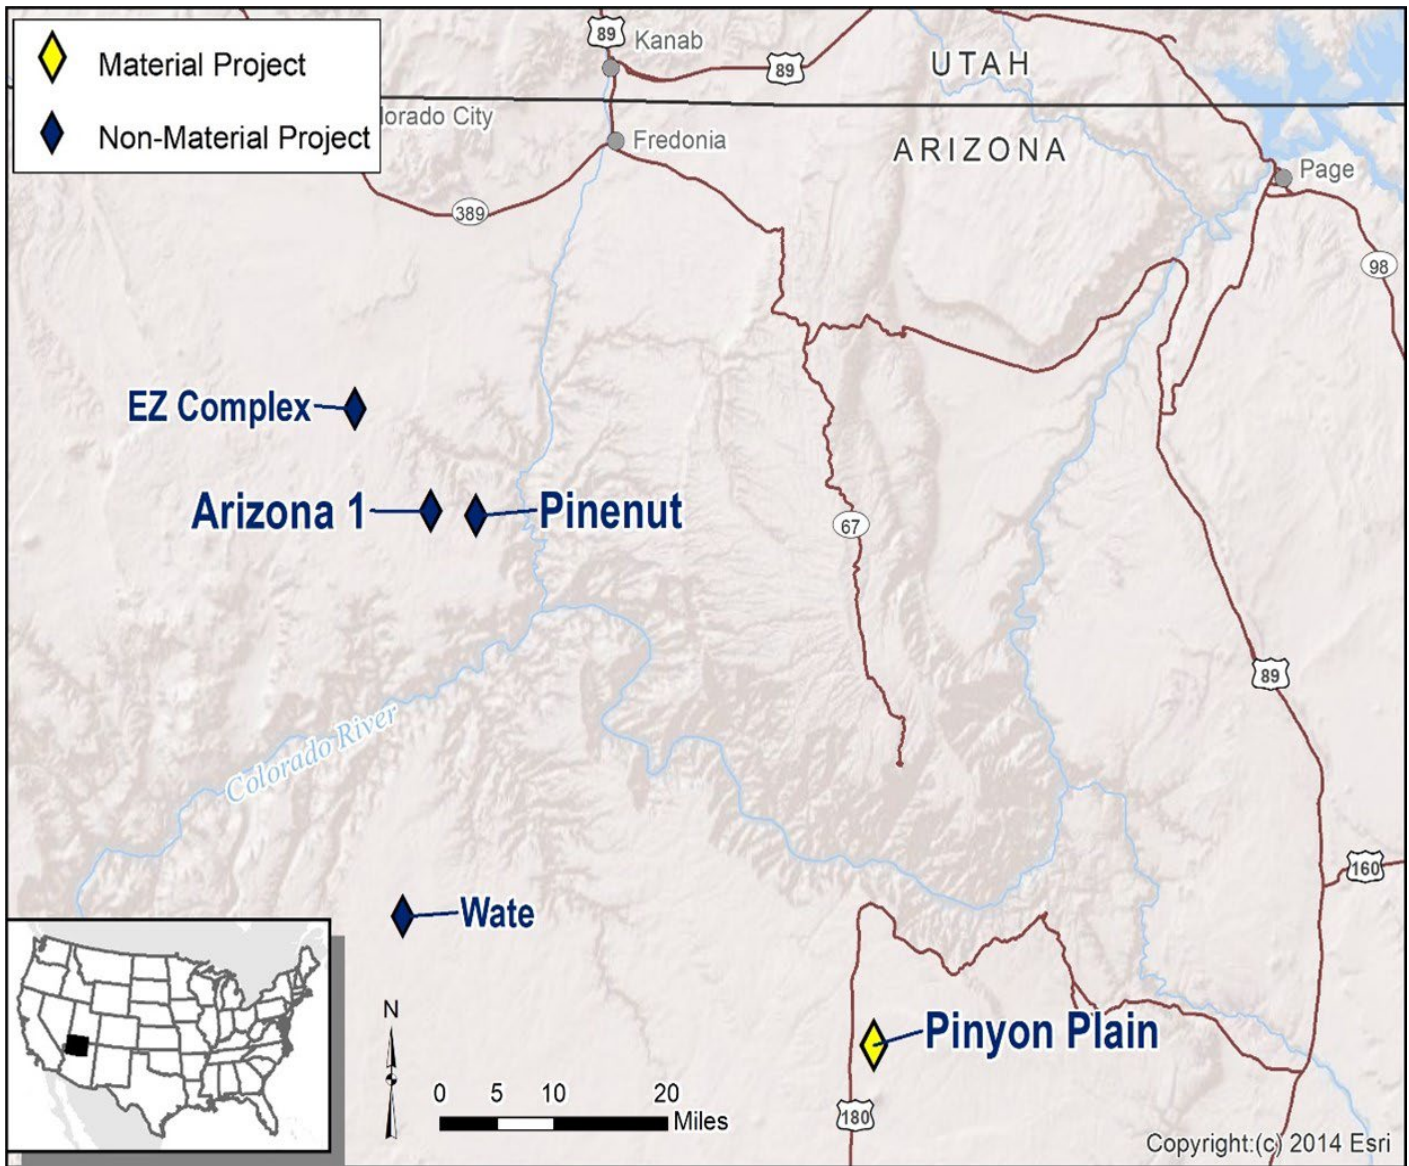 Material Project
Non-Material Project
89
Kanab
89
UTAH
lorado City
Fredonia
ARIZONA
Page
389
98
EZ Complex
Arizona 1
Pinenut
67
89
Colorado River
160
Wate
N
Pinyon Plain
0 5 10 20
Miles
180
Copyright:(c) 2014 Esri